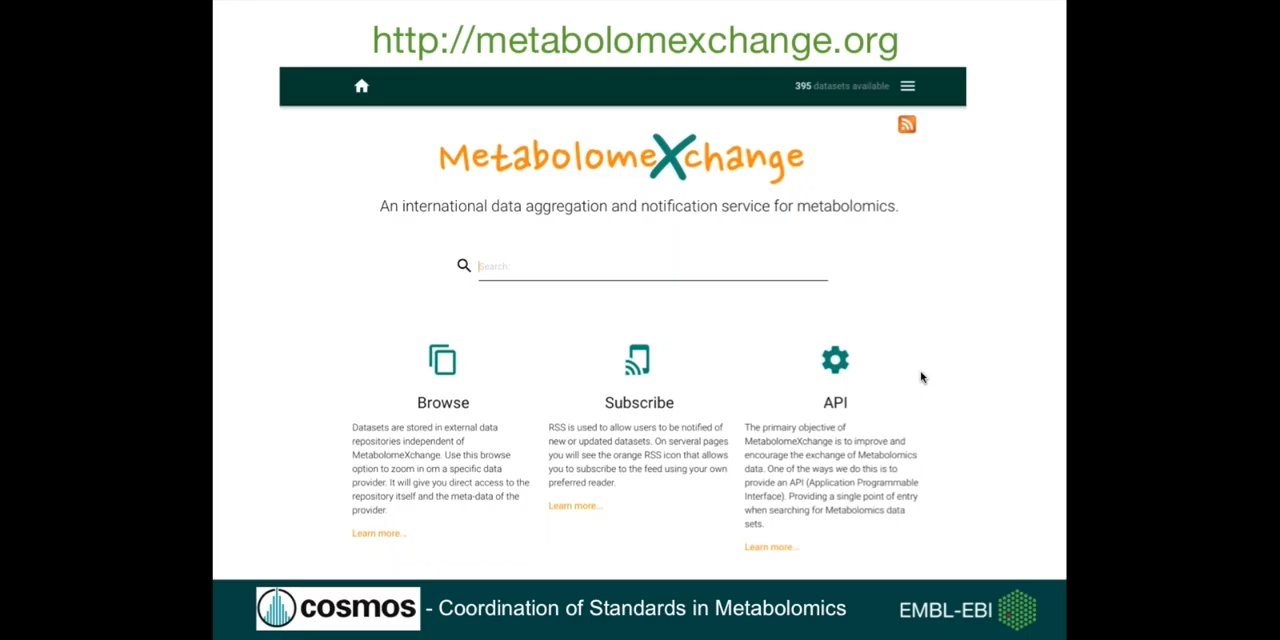 http://metabolomexchange.org
395 datasets available
MetabolomeXchange
An international data aggregation and notification service for metabolomics.
Search:
Browse
Datasets are stored in external data
repositories independent of
MetabolomeXchange. Use this browse
option to zoom in om a specific data
provider. It will give you direct access to the
repository itself and the meta-data of the
provider.
Learn more...
Subscribe
RSS is used to allow users to be notified of
new or updated datasets. On serveral pages
you will see the orange RSS icon that allows
you to subscribe to the feed using your own
preferred reader.
Learn more...
API
The primairy objective of
MetabolomeXchange is to improve and
encourage the exchange of Metabolomics
data. One of the ways we do this is to
provide an API (Application Programmable
Interface). Providing a single point of entry
when searching for Metabolomics data
sets.
Learn more...
cosmos - Coordination of Standards in Metabolomics
EMBL-EBI